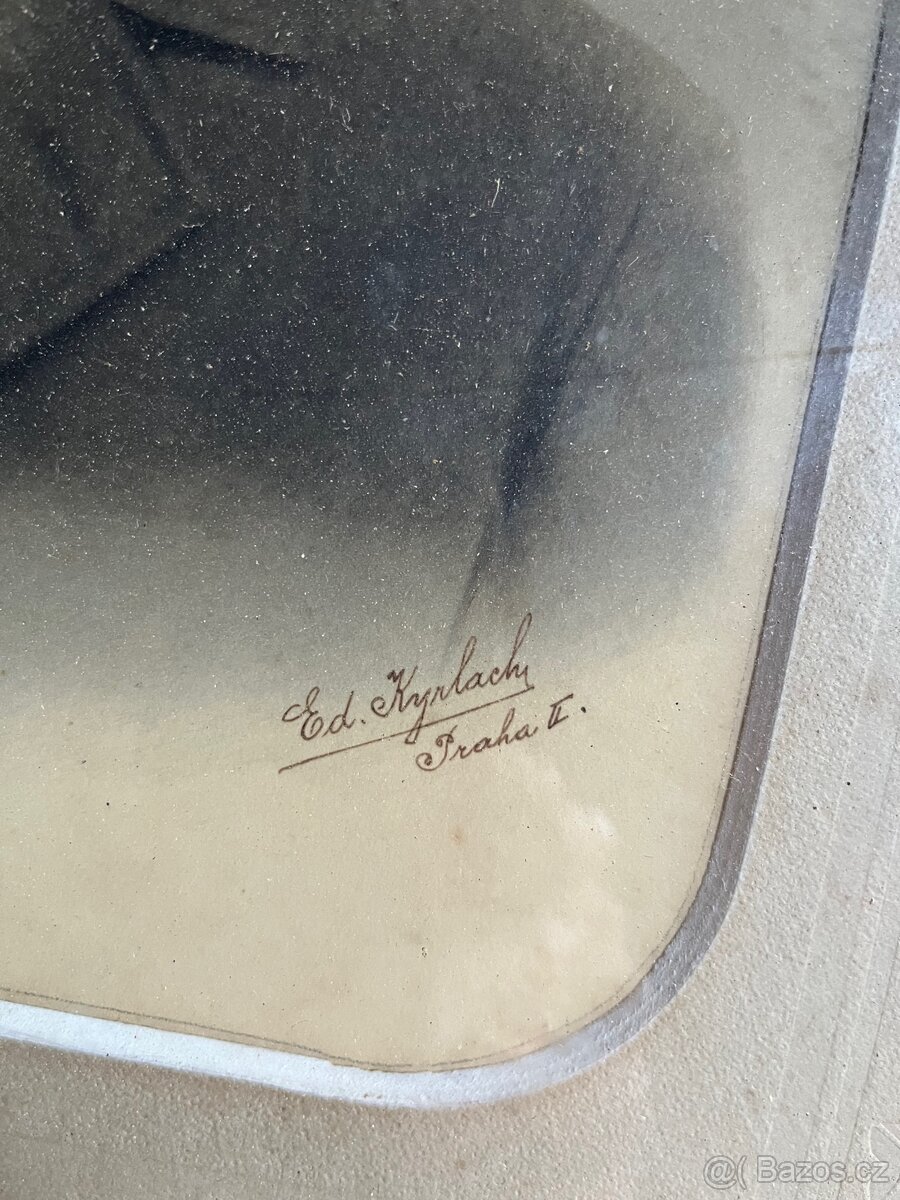 Ed. Kyrlach
Praha II.
@( Bazos.cz